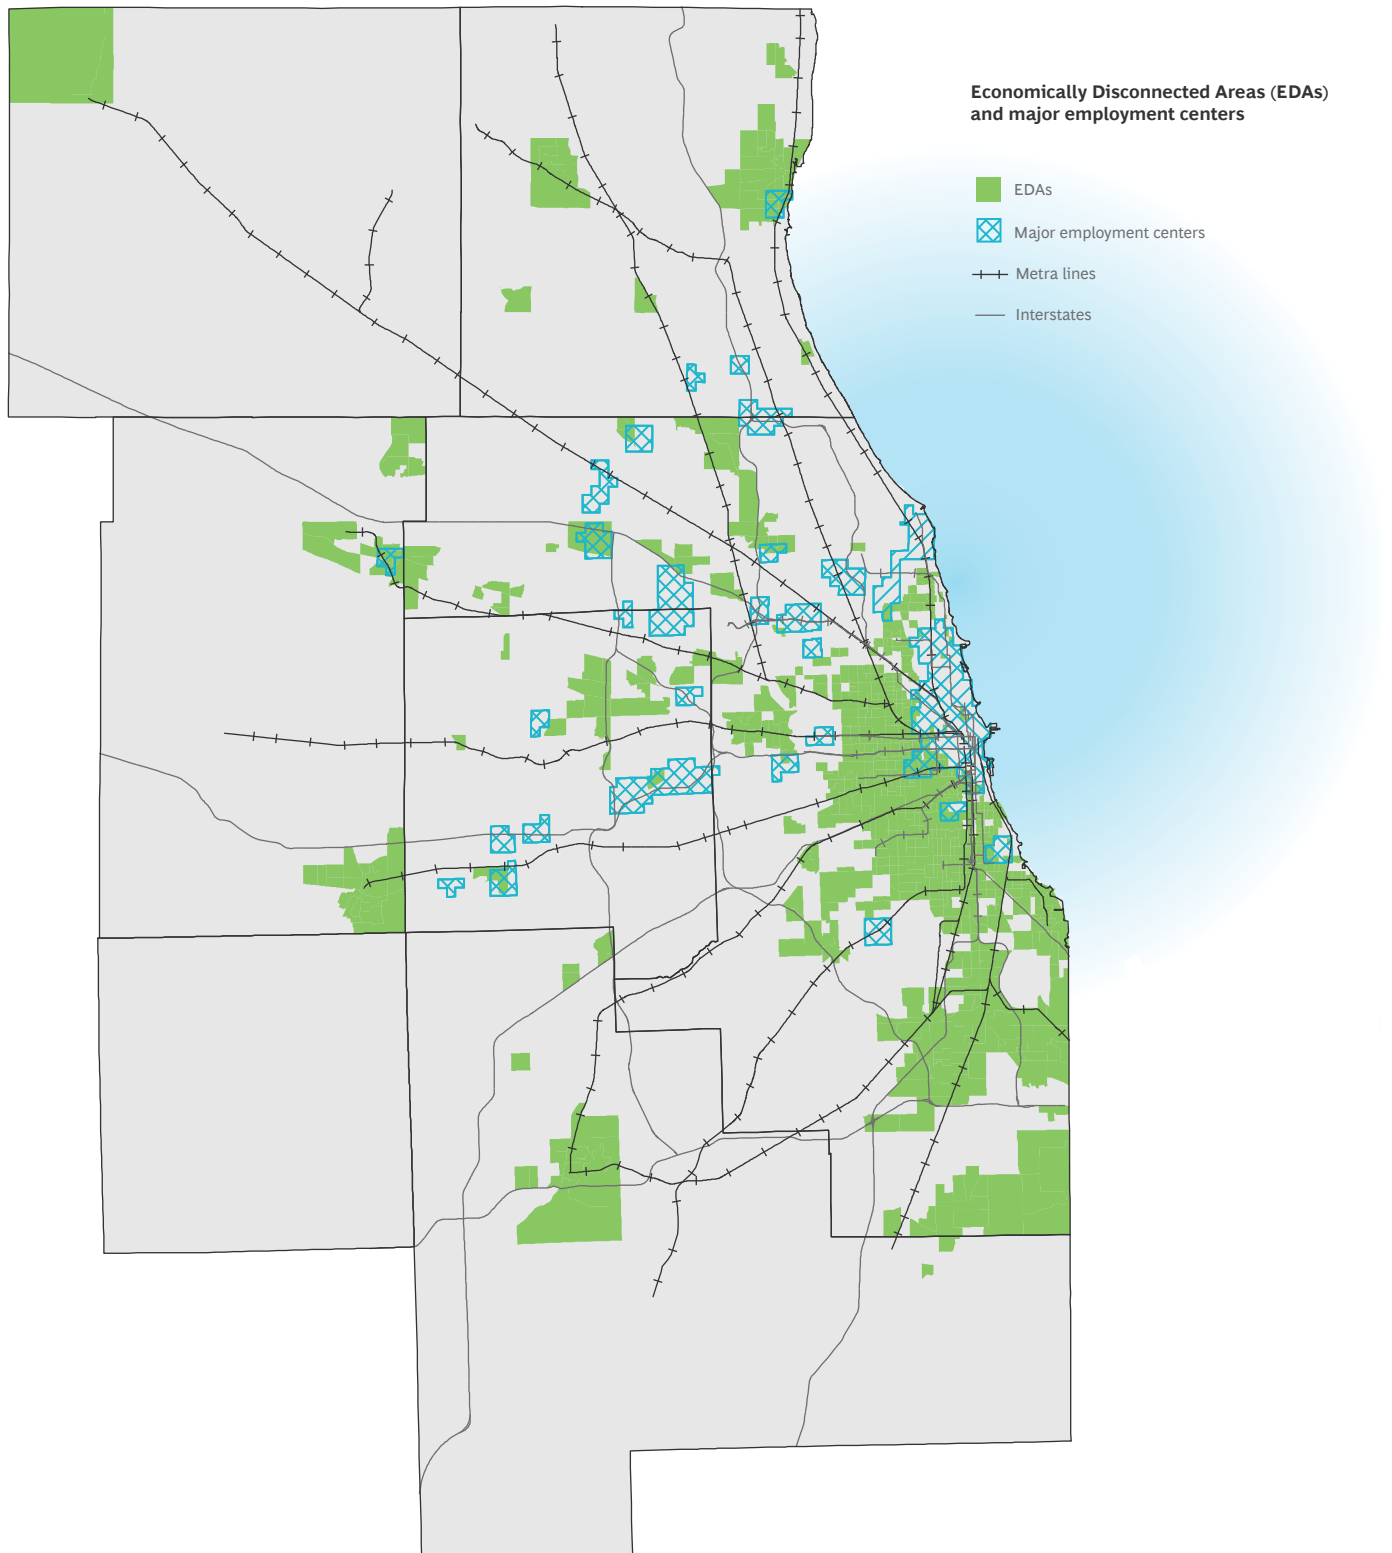 Economically Disconnected Areas (EDAs)
and major employment centers
EDAs
Major employment centers
Metra lines
Interstates